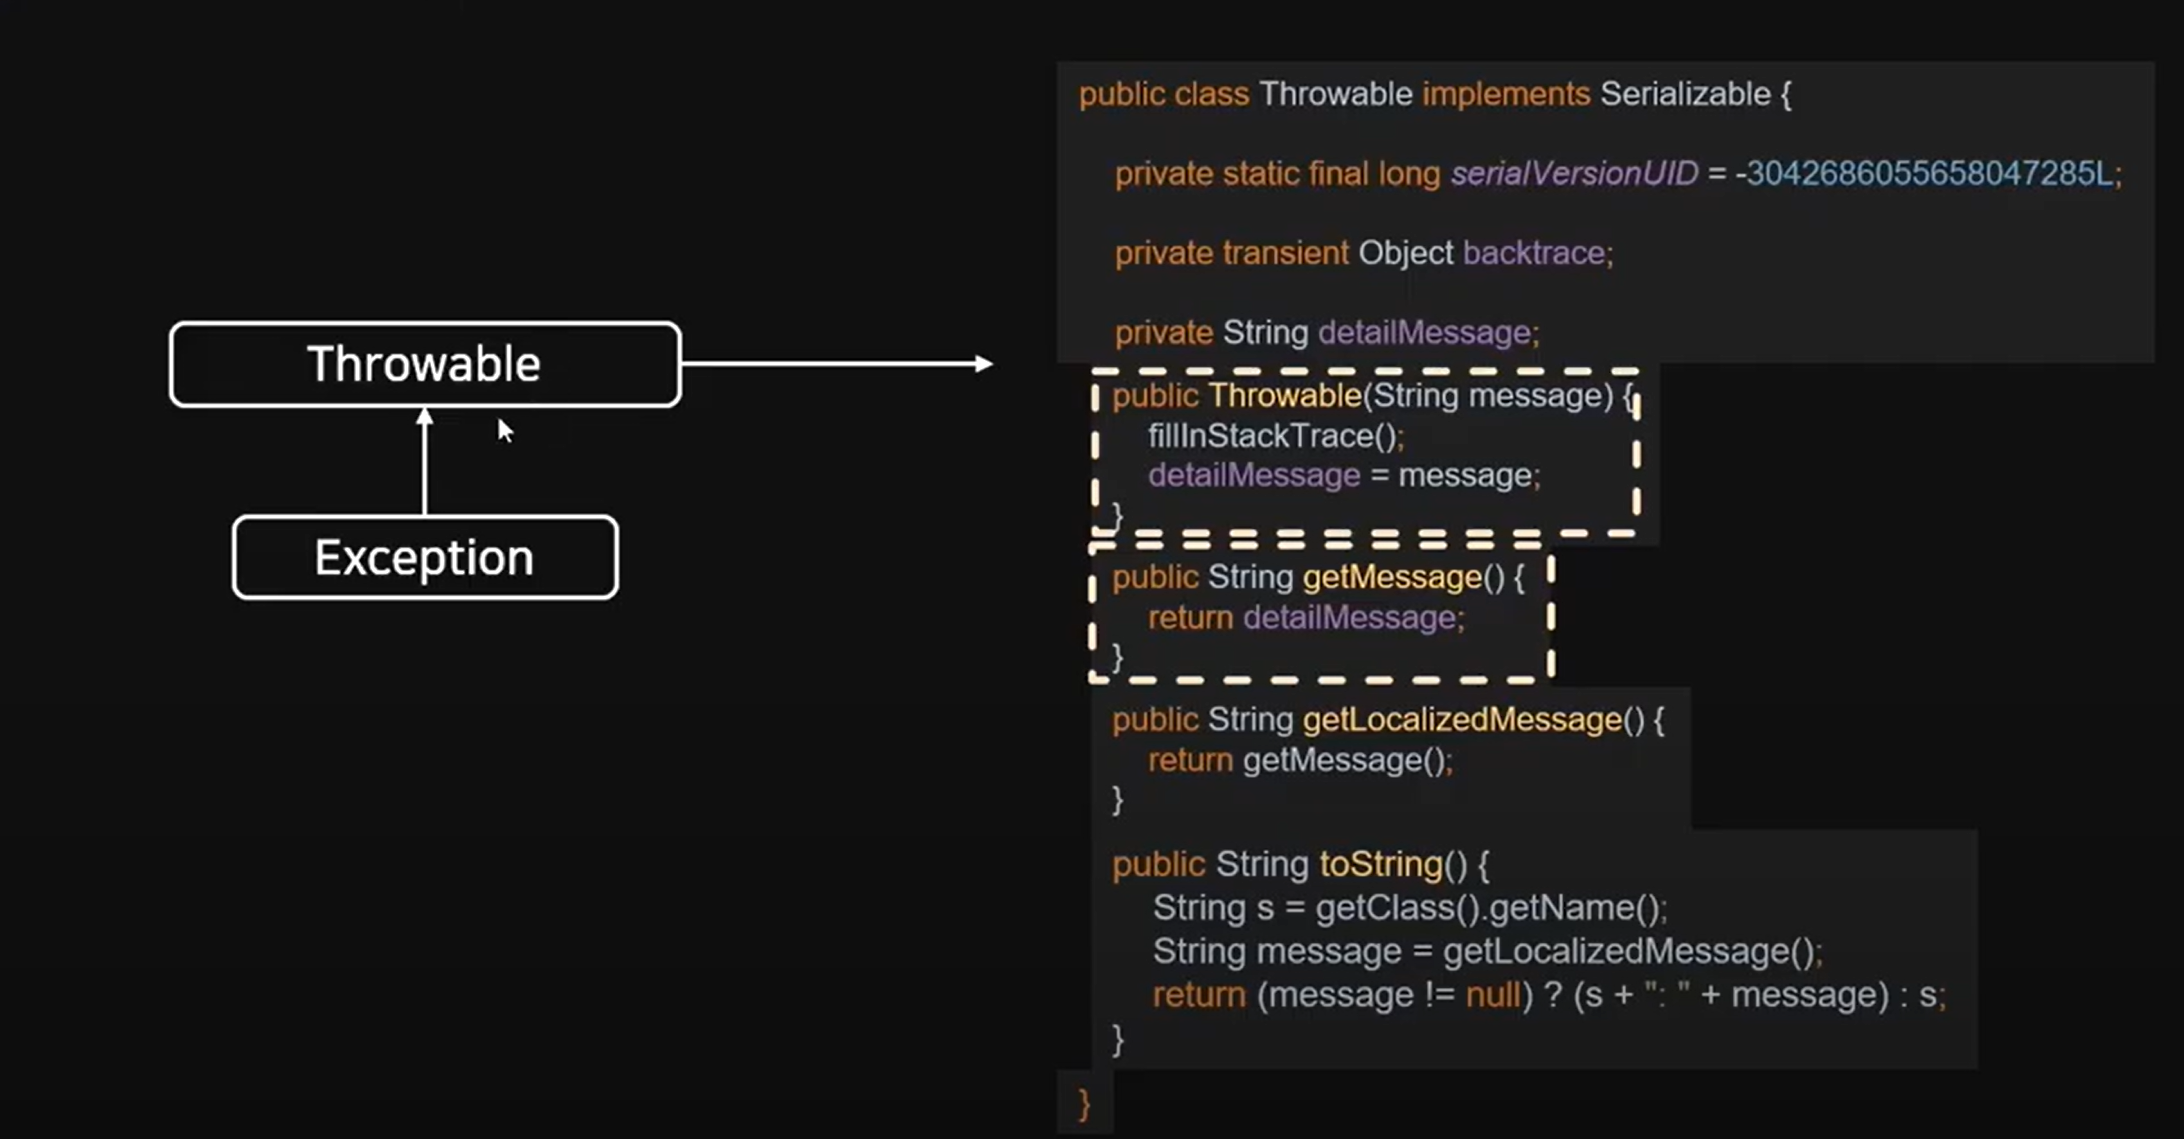 Throwable
Exception
public class Throwable implements Serializable {
private static final long serialVersionUID = -3042686055658047285L;
private transient Object backtrace;
private String detailMessage;
public Throwable(String message) {
fillInStackTrace();
detailMessage = message;
}
public String getMessage() {
return detailMessage;
}
public String getLocalizedMessage() {
return getMessage();
}
public String toString() {
String s = getClass().getName();
String message = getLocalizedMessage();
return (message != null) ? (s + ": " + message) : s;
}
}